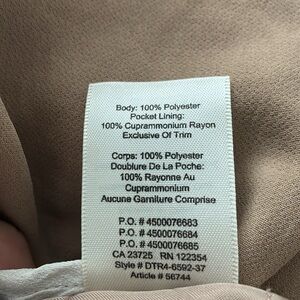 Body: 100% Polyester
Pocket Lining:
100% Cuprammonium Rayon
Exclusive Of Trim
Corps: 100% Polyester
Doublure De La Poche:
100% Rayonne Au
Cuprammonium
Aucune Garniture Comprise
P.O. # 4500076683
P.O. # 4500076684
P.O. # 4500076685
CA 23725 RN 122354
Style # DTR4-6592-37
Article # 56744